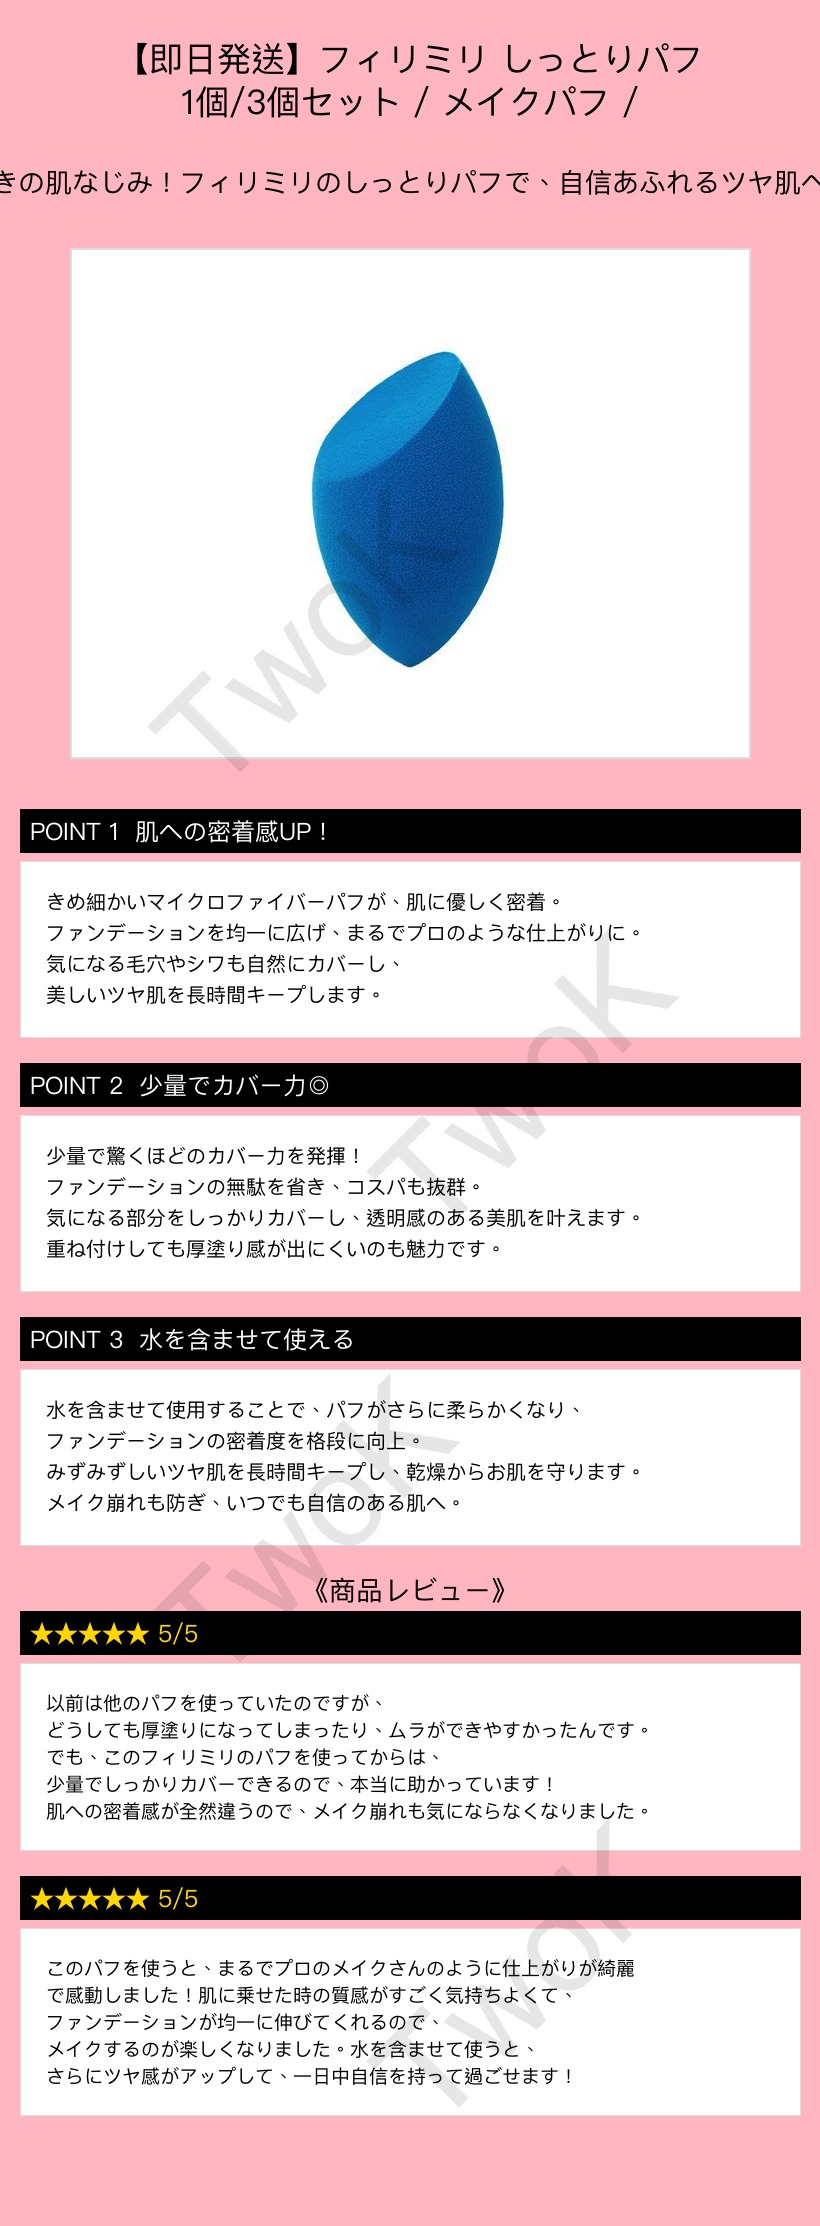 【即日発送】フィリミリ しっとりパフ
1個/3個セット / メイクパフ /
きの肌なじみ！フィリミリのしっとりパフで、自信あふれるツヤ肌へ
TwoK
POINT 1 肌への密着感UP！
きめ細かいマイクロファイバーパフが、肌に優しく密着。
ファンデーションを均一に広げ、まるでプロのような仕上がりに。
気になる毛穴やシワも自然にカバーし、
美しいツヤ肌を長時間キープします。
TwoK
POINT 2 少量でカバー力◎
少量で驚くほどのカバー力を発揮！
ファンデーションの無駄を省き、コスパも抜群。
気になる部分をしっかりカバーし、透明感のある美肌を叶えます。
重ね付けしても厚塗り感が出にくいのも魅力です。
POINT 3 水を含ませて使える
水を含ませて使用することで、パフがさらに柔らかくなり、
ファンデーションの密着度を格段に向上。
みずみずしいツヤ肌を長時間キープし、乾燥からお肌を守ります。
メイク崩れも防ぎ、いつでも自信のある肌へ。
TwoK
《商品レビュー》
★★★★★ 5/5
以前は他のパフを使っていたのですが、
どうしても厚塗りになってしまったり、ムラができやすかったんです。
でも、このフィリミリのパフを使ってからは、
少量でしっかりカバーできるので、本当に助かっています！
肌への密着感が全然違うので、メイク崩れも気にならなくなりました。
★★★★★ 5/5
このパフを使うと、まるでプロのメイクさんのように仕上がりが綺麗
で感動しました！肌に乗せた時の質感がすごく気持ちよくて、
ファンデーションが均一に伸びてくれるので、
メイクするのが楽しくなりました。水を含ませて使うと、
さらにツヤ感がアップして、一日中自信を持って過ごせます！
TwoK